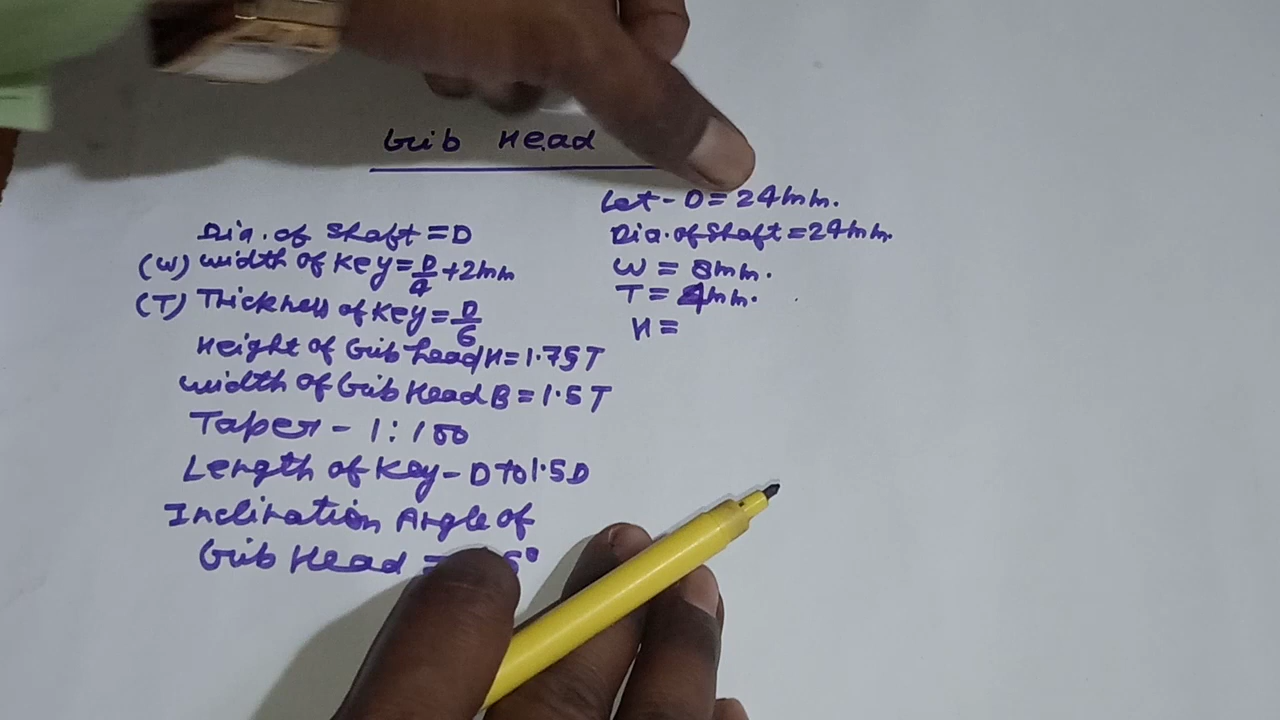 Gib Head
Dia. of shaft = D
(W) width of Key = D/4 + 2mm
(T) Thickness of Key = D/6
Height of Gib head H = 1.75T
width of Gib Head B = 1.5T
Taper - 1:100
Length of Key - D To 1.5D
Inclination Angle of
Gib Head =
Let - D = 24mm.
Dia. of Shaft = 24mm.
W = 8mm.
T = 4mm.
H =